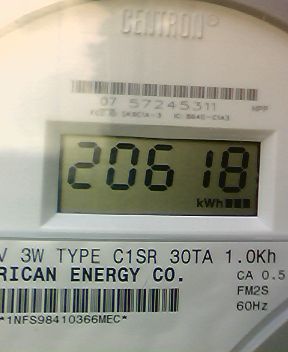 CENTRON®
07 57245311 NPP
20618
kWh
V 3W TYPE C1SR 30TA 1.0Kh
RICAN ENERGY CO. CA 0.5
FM2S
60Hz
*1NFS98410366MEC*